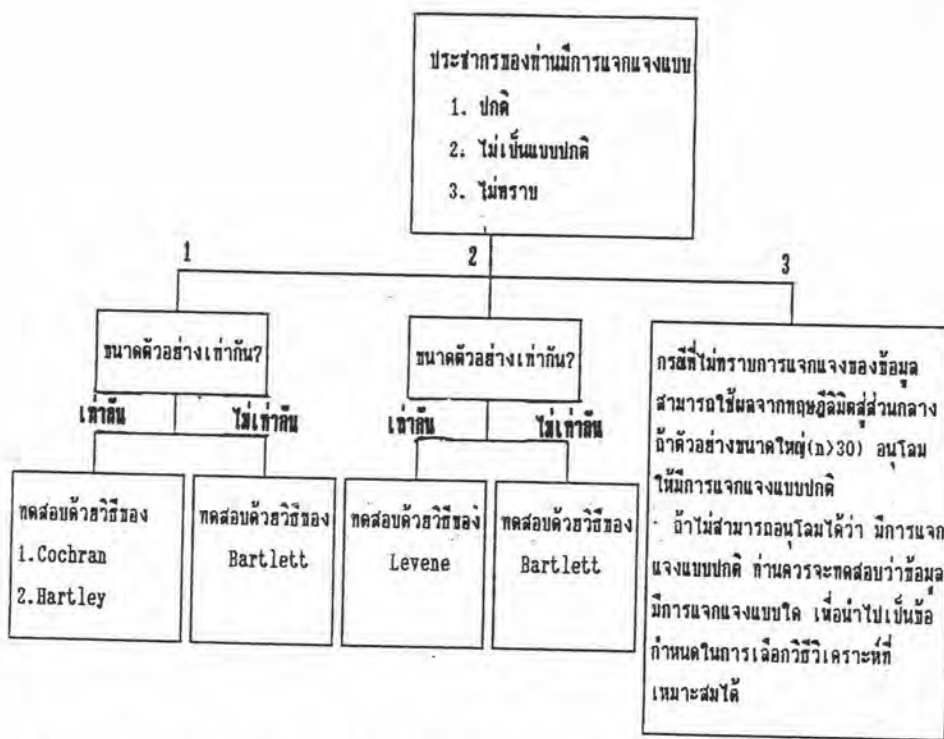 ประชากรของท่านมีการแจกแจงแบบ
1. ปกติ
2. ไม่เป็นแบบปกติ
3. ไม่ทราบ
1
2
3
ขนาดตัวอย่างเท่ากัน?
เท่ากัน
ไม่เท่ากัน
ทดสอบด้วยวิธีของ
1.Cochran
2.Hartley
ทดสอบด้วยวิธีของ
Bartlett
ขนาดตัวอย่างเท่ากัน?
เท่ากัน
ไม่เท่ากัน
ทดสอบด้วยวิธีของ
Levene
ทดสอบด้วยวิธีของ
Bartlett
กรณีที่ไม่ทราบการแจกแจงของข้อมูล
สามารถใช้ผลจากทฤษฎีลิมิตสู่ส่วนกลาง
ถ้าตัวอย่างขนาดใหญ่(n>30) อนุโลม
ให้มีการแจกแจงแบบปกติ
ถ้าไม่สามารถอนุโลมได้ว่า มีการแจก
แจงแบบปกติ ท่านควรจะทดสอบว่าข้อมูล
มีการแจกแจงแบบใด เพื่อนำไปเป็นข้อ
กำหนดในการเลือกวิธีวิเคราะห์ที่
เหมาะสมได้